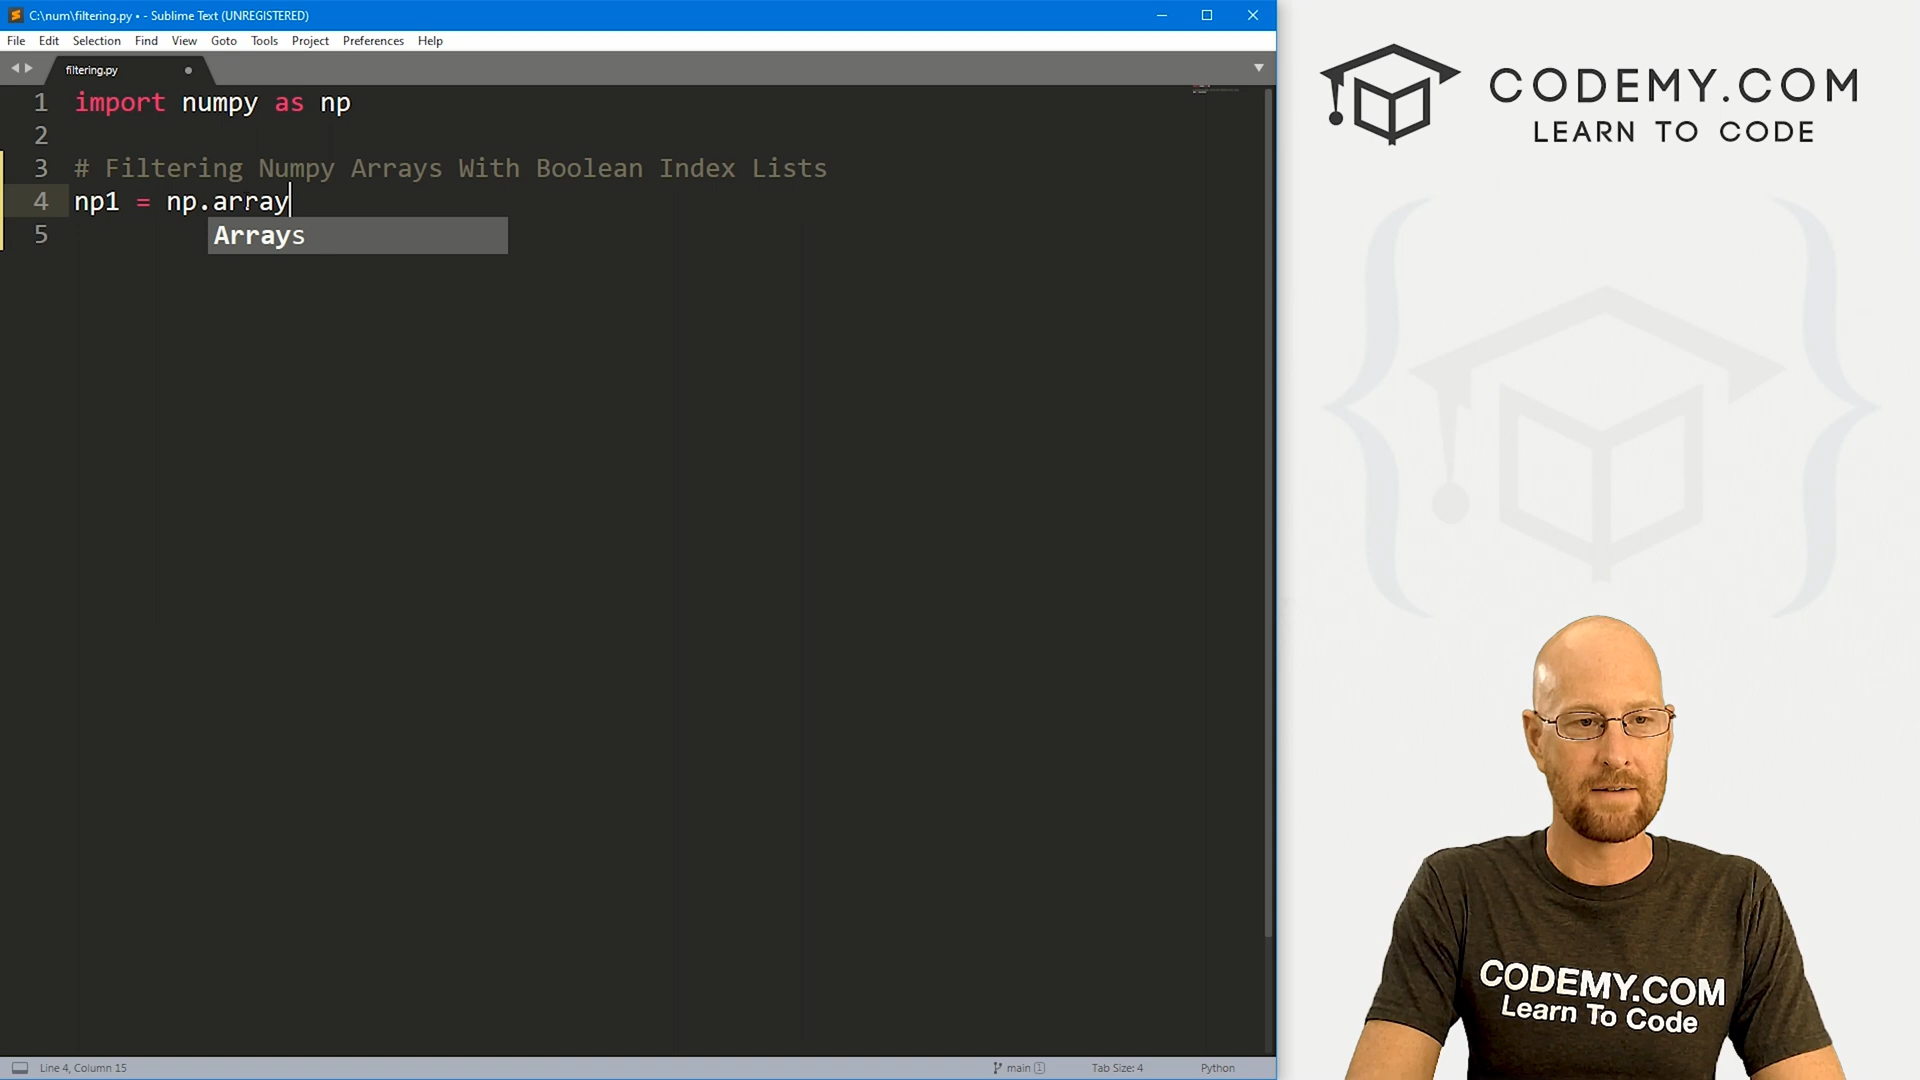 C:\num\filtering.py • - Sublime Text (UNREGISTERED)
File Edit Selection Find View Goto Tools Project Preferences Help
filtering.py
1 import numpy as np
2
3 # Filtering Numpy Arrays With Boolean Index Lists
4 np1 = np.array
Arrays
5
Line 4, Column 15
main 1
Tab Size: 4
Python
CODEMY.COM
LEARN TO CODE
CODEMY.COM
Learn To Code